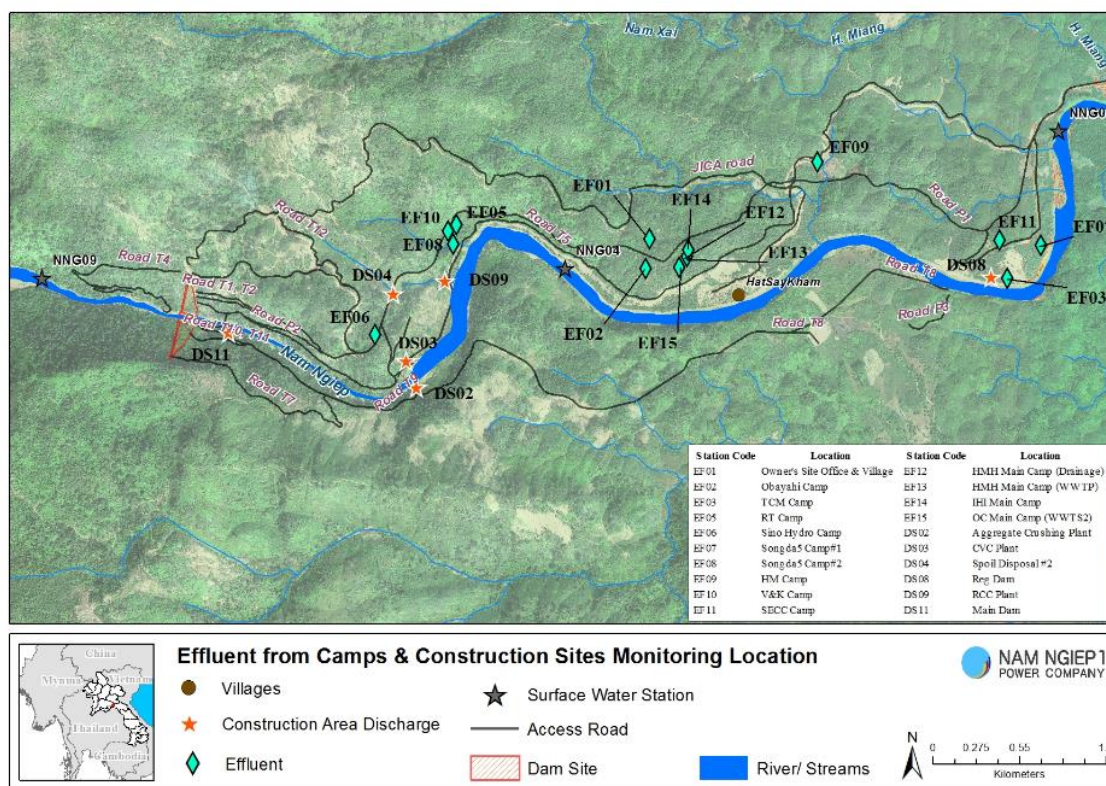 Nam Xai
H. Miang
H. Miang
H. Miang
NNG0
EF09
JICA road
EF01
EF14
EF12
Road P1
EF10
EF05
Road T5
EF11
EF08
Road T12
EF13
EF0
NNG09
Road T4
DS04
DS09
NNG04
DS08
Road T8
Road T1, T2
HatSayKham
EF03
Road P2
EF06
EF02
Road P3
Road T10, T11
EF15
Road T8
DS11
Nam Ngiep
DS03
Road T7
DS02
Station Code Location Station Code Location
EF01 Owner's Site Office & Village EF12 HMH Main Camp (Drainage)
EF02 Obayahi Camp EF13 HMH Main Camp (WWTP)
EF03 TCM Camp EF14 IHI Main Camp
EF05 RT Camp EF15 OC Main Camp (WWTS2)
EF06 Sino Hydro Camp DS02 Aggregate Crushing Plant
EF07 Songda5 Camp#1 DS03 CVC Plant
EF08 Songda5 Camp#2 DS04 Spoil Disposal #2
EF09 HM Camp DS08 Reg Dam
EF10 V&K Camp DS09 RCC Plant
EF11 SECC Camp DS11 Main Dam
Effluent from Camps & Construction Sites Monitoring Location
NAM NGIEP1
POWER COMPANY
Villages
Surface Water Station
Construction Area Discharge
Access Road
Effluent
Dam Site
River/ Streams
N
0 0.275 0.55 1.
Kilometers
China
Vietnam
Thailand
Cambodia